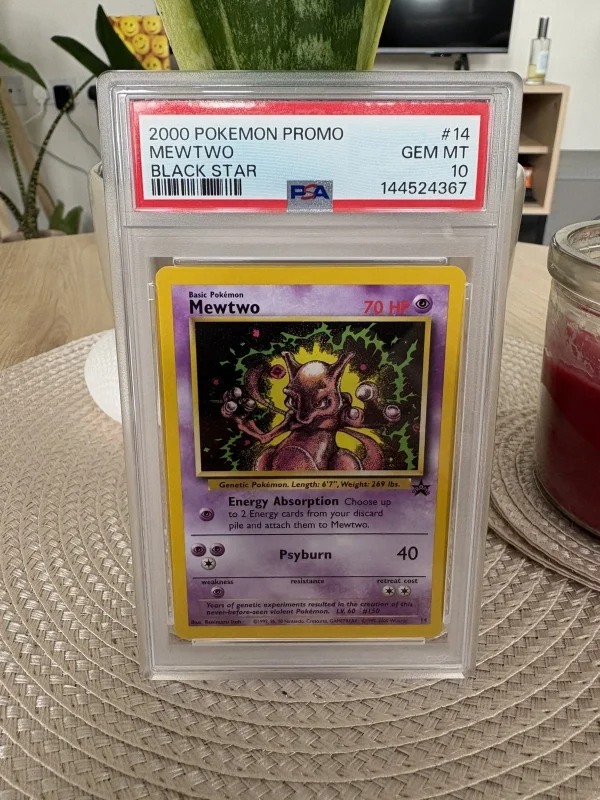 2000 POKEMON PROMO #14
MEWTWO GEM MT
BLACK STAR 10
PSA 144524367
Basic Pokémon
Mewtwo 70 HP
Genetic Pokémon. Length: 6'7", Weight: 269 lbs.
Energy Absorption Choose up
to 2 Energy cards from your discard
pile and attach them to Mewtwo.
Psyburn 40
weakness resistance retreat cost
Years of genetic experiments resulted in the creation of this
never-before-seen violent Pokémon. LV. 60 #150